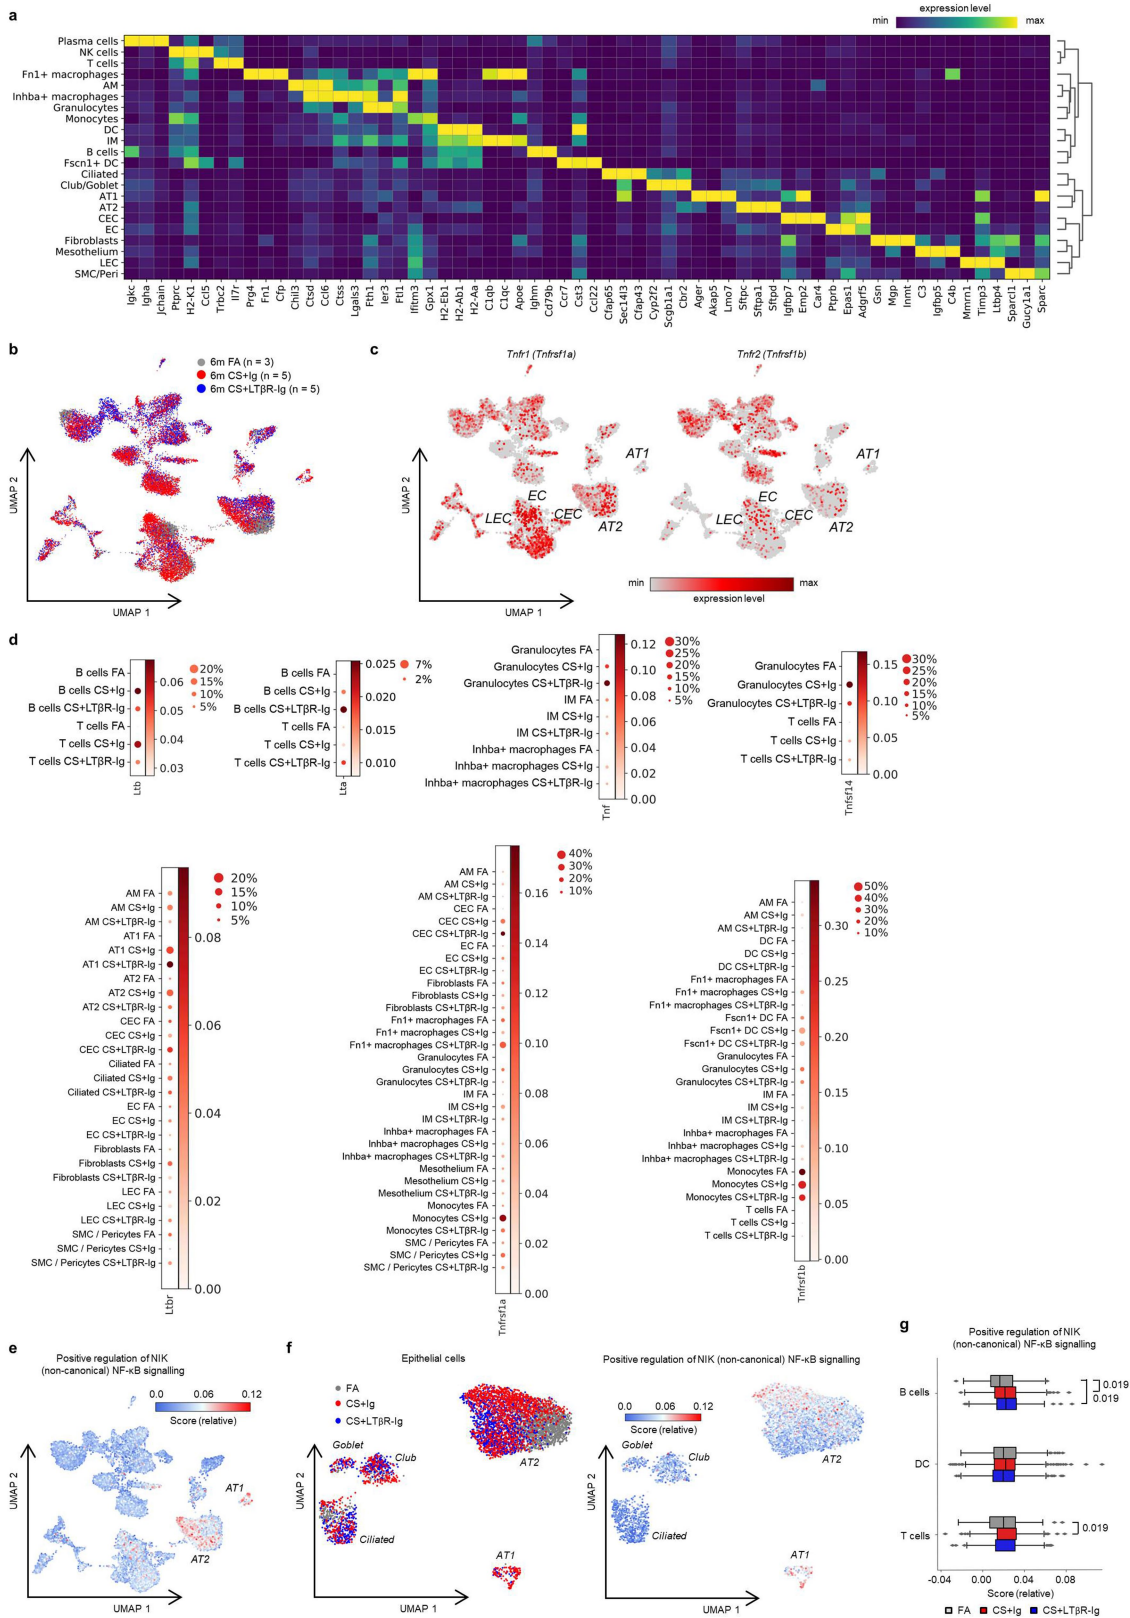 a
expression level
min
max
Plasma cells
NK cells
T cells
Fn1+ macrophages
AM
Inhba+ macrophages
Granulocytes
Monocytes
DC
IM
B cells
Fscn1+ DC
Ciliated
Club/Goblet
AT1
AT2
CEC
EC
Fibroblasts
Mesothelium
LEC
SMC/Peri
Igkc
Igha
Jchain
Ptprc
H2-K1
Ccl5
Trbc2
Il7r
Prg4
Fn1
Cfp
Chil3
Ctsd
Ccl6
Ctss
Lgals3
Fth1
Ier3
Ftl1
Ifitm3
Gpx1
H2-Eb1
H2-Ab1
H2-Aa
C1qb
C1qc
Apoe
Ighm
Cd79b
Cst3
Ccr7
Ccl22
Cfap65
Sec14l3
Cfap43
Cyp2f2
Scgb1a1
Cbr2
Ager
Akap5
Lmo7
Sftpc
Sftpa1
Sftpd
Igfbp7
Emp2
Car4
Ptprb
Epas1
Adgrf5
Gsn
Mgp
Inmt
C3
Igfbp5
C4b
Mmrn1
Timp3
Ltbp4
Sparcl1
Gucy1a1
Sparc
b
6m FA (n = 3)
6m CS+Ig (n = 5)
6m CS+LTβR-Ig (n = 5)
UMAP 2
UMAP 1
c
Tnfr1 (Tnfrsf1a)
Tnfr2 (Tnfrsf1b)
AT1
AT1
EC
EC
LEC
CEC
LEC
CEC
AT2
AT2
UMAP 2
UMAP 1
min
max
expression level
d
B cells FA
B cells CS+Ig
B cells CS+LTβR-Ig
T cells FA
T cells CS+Ig
T cells CS+LTβR-Ig
Ltb
0.06
0.05
0.04
0.03
20%
15%
10%
5%
B cells FA
B cells CS+Ig
B cells CS+LTβR-Ig
T cells FA
T cells CS+Ig
T cells CS+LTβR-Ig
Lta
0.025
0.020
0.015
0.010
7%
2%
Granulocytes FA
Granulocytes CS+Ig
Granulocytes CS+LTβR-Ig
IM FA
IM CS+Ig
IM CS+LTβR-Ig
Inhba+ macrophages FA
Inhba+ macrophages CS+Ig
Inhba+ macrophages CS+LTβR-Ig
Tnf
0.12
0.10
0.08
0.06
0.04
0.02
0.00
30%
25%
20%
15%
10%
5%
Granulocytes FA
Granulocytes CS+Ig
Granulocytes CS+LTβR-Ig
T cells FA
T cells CS+Ig
T cells CS+LTβR-Ig
Tnfsf14
0.15
0.10
0.05
0.00
30%
25%
20%
15%
10%
5%
AM FA
AM CS+Ig
AM CS+LTβR-Ig
AT1 FA
AT1 CS+Ig
AT1 CS+LTβR-Ig
AT2 FA
AT2 CS+Ig
AT2 CS+LTβR-Ig
CEC FA
CEC CS+Ig
CEC CS+LTβR-Ig
Ciliated FA
Ciliated CS+Ig
Ciliated CS+LTβR-Ig
EC FA
EC CS+Ig
EC CS+LTβR-Ig
Fibroblasts FA
Fibroblasts CS+Ig
Fibroblasts CS+LTβR-Ig
LEC FA
LEC CS+Ig
LEC CS+LTβR-Ig
SMC / Pericytes FA
SMC / Pericytes CS+Ig
SMC / Pericytes CS+LTβR-Ig
Ltbr
0.08
0.06
0.04
0.02
0.00
20%
15%
10%
5%
AM FA
AM CS+Ig
AM CS+LTβR-Ig
CEC FA
CEC CS+Ig
CEC CS+LTβR-Ig
EC FA
EC CS+Ig
EC CS+LTβR-Ig
Fibroblasts FA
Fibroblasts CS+Ig
Fibroblasts CS+LTβR-Ig
Fn1+ macrophages FA
Fn1+ macrophages CS+Ig
Fn1+ macrophages CS+LTβR-Ig
Granulocytes FA
Granulocytes CS+Ig
Granulocytes CS+LTβR-Ig
IM FA
IM CS+Ig
IM CS+LTβR-Ig
Inhba+ macrophages FA
Inhba+ macrophages CS+Ig
Inhba+ macrophages CS+LTβR-Ig
Mesothelium FA
Mesothelium CS+Ig
Mesothelium CS+LTβR-Ig
Monocytes FA
Monocytes CS+Ig
Monocytes CS+LTβR-Ig
SMC / Pericytes FA
SMC / Pericytes CS+Ig
SMC / Pericytes CS+LTβR-Ig
Tnfrsf1a
0.16
0.14
0.12
0.10
0.08
0.06
0.04
0.02
0.00
40%
30%
20%
10%
AM FA
AM CS+Ig
AM CS+LTβR-Ig
DC FA
DC CS+Ig
DC CS+LTβR-Ig
Fn1+ macrophages FA
Fn1+ macrophages CS+Ig
Fn1+ macrophages CS+LTβR-Ig
Fscn1+ DC FA
Fscn1+ DC CS+Ig
Fscn1+ DC CS+LTβR-Ig
Granulocytes FA
Granulocytes CS+Ig
Granulocytes CS+LTβR-Ig
IM FA
IM CS+Ig
IM CS+LTβR-Ig
Inhba+ macrophages FA
Inhba+ macrophages CS+Ig
Inhba+ macrophages CS+LTβR-Ig
Monocytes FA
Monocytes CS+Ig
Monocytes CS+LTβR-Ig
T cells FA
T cells CS+Ig
T cells CS+LTβR-Ig
Tnfrsf1b
0.30
0.25
0.20
0.15
0.10
0.05
0.00
50%
40%
30%
20%
10%
e
Positive regulation of NIK
(non-canonical) NF-κB signalling
0.0
0.06
0.12
Score (relative)
AT1
AT2
UMAP 2
UMAP 1
f
Epithelial cells
FA
CS+Ig
CS+LTβR-Ig
Goblet
Club
AT2
Ciliated
AT1
UMAP 2
UMAP 1
Positive regulation of NIK (non-canonical) NF-κB signalling
0.0
0.06
0.12
Score (relative)
Goblet
Club
AT2
Ciliated
AT1
UMAP 2
UMAP 1
g
Positive regulation of NIK
(non-canonical) NF-κB signalling
B cells
0.019
0.019
DC
T cells
0.019
-0.04
0.00
0.04
0.08
Score (relative)
FA
CS+Ig
CS+LTβR-Ig